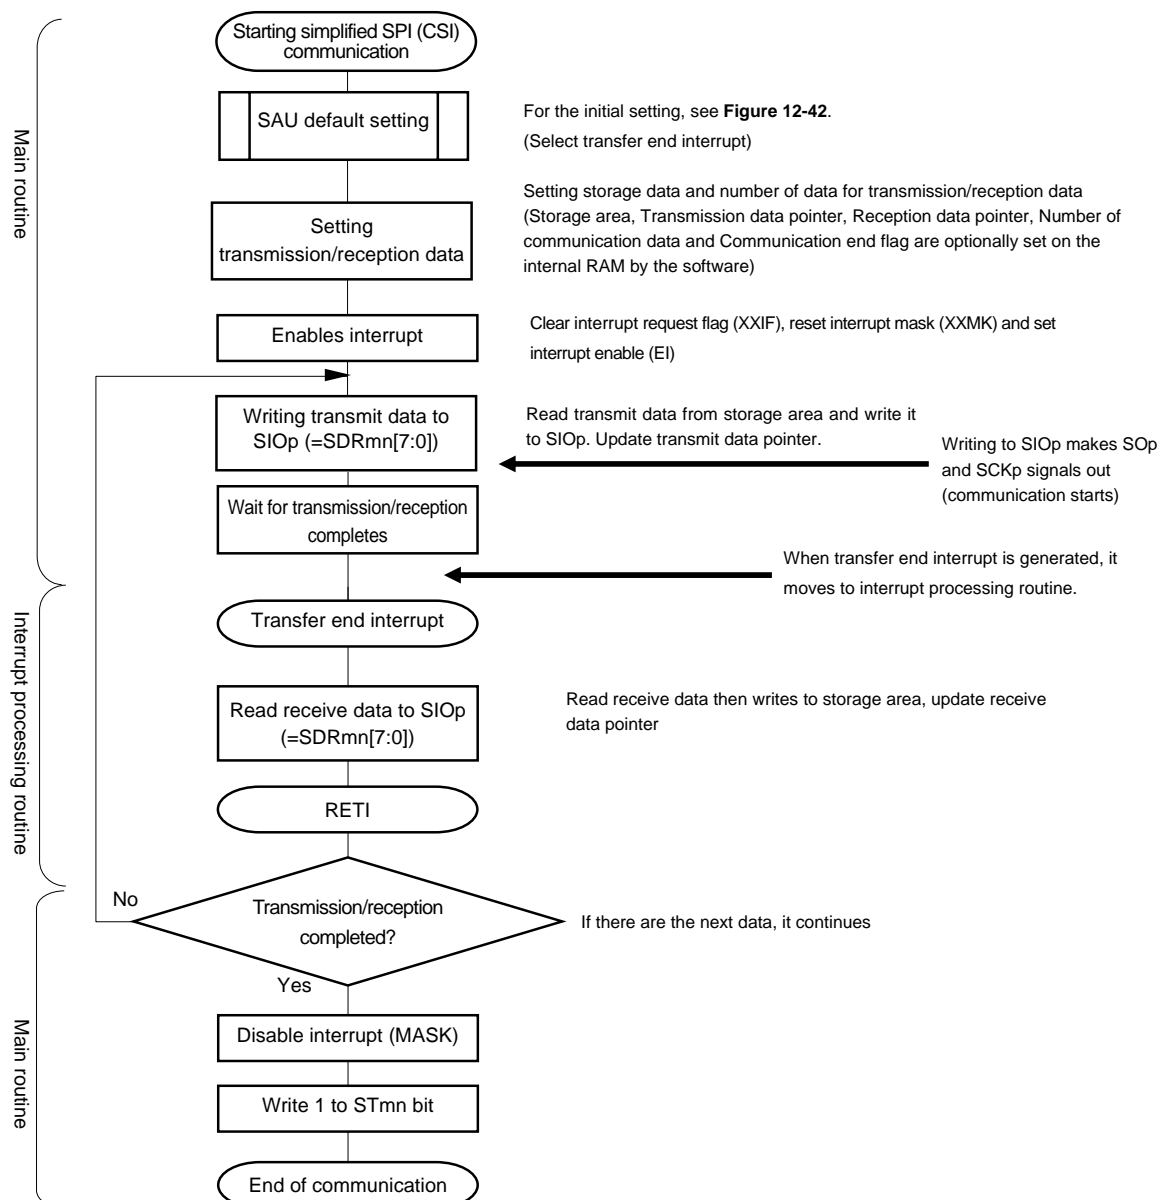 Starting simplified SPI (CSI)
communication
SAU default setting
For the initial setting, see Figure 12-42.
(Select transfer end interrupt)
Main routine
Setting
transmission/reception data
Setting storage data and number of data for transmission/reception data
(Storage area, Transmission data pointer, Reception data pointer, Number of
communication data and Communication end flag are optionally set on the
internal RAM by the software)
Enables interrupt
Clear interrupt request flag (XXIF), reset interrupt mask (XXMK) and set
interrupt enable (EI)
Writing transmit data to
SIOp (=SDRmn[7:0])
Read transmit data from storage area and write it
to SIOp. Update transmit data pointer.
Writing to SIOp makes SOp
and SCKp signals out
(communication starts)
Wait for transmission/reception
completes
When transfer end interrupt is generated, it
moves to interrupt processing routine.
Interrupt processing routine
Transfer end interrupt
Read receive data to SIOp
(=SDRmn[7:0])
Read receive data then writes to storage area, update receive
data pointer
RETI
No
Transmission/reception
completed?
If there are the next data, it continues
Yes
Main routine
Disable interrupt (MASK)
Write 1 to STmn bit
End of communication